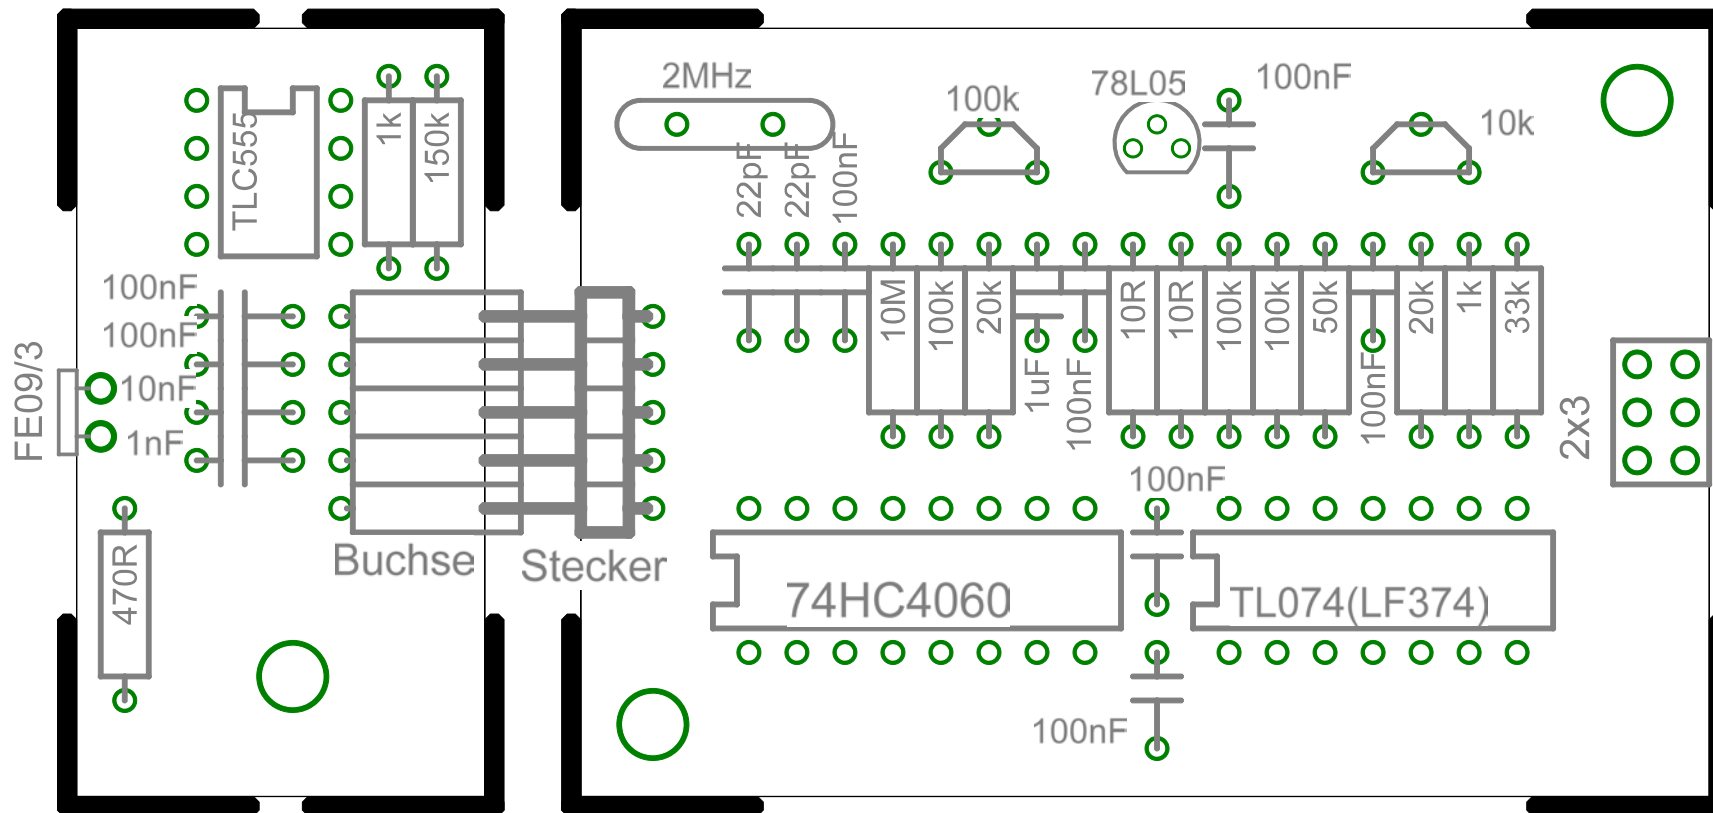 TLC555
1k
150k
100nF
100nF
10nF
1nF
FE09/3
470R
Buchse
Stecker
2MHz
22pF
22pF
100nF
100k
78L05
100nF
10k
10M
100k
20k
1uF
100nF
10R
10R
100k
100k
50k
100nF
20k
1k
33k
2x3
100nF
74HC4060
TL074(LF374)
100nF